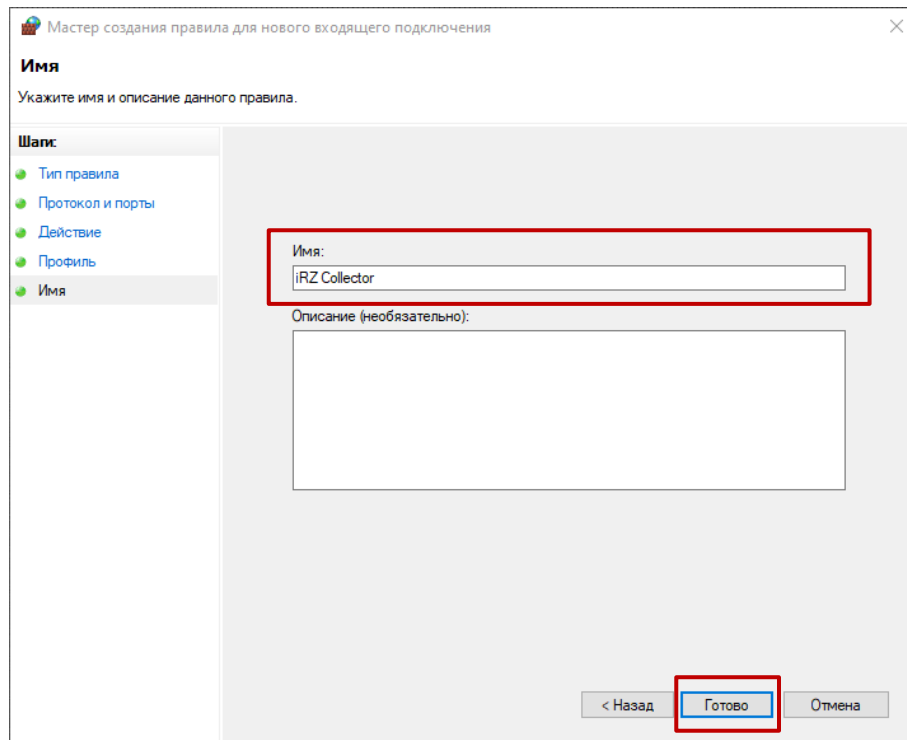 Мастер создания правила для нового входящего подключения
Имя
Укажите имя и описание данного правила.
Шаги:
Тип правила
Протокол и порты
Действие
Профиль
Имя
Имя:
iRZ Collector
Описание (необязательно):
< Назад
Готово
Отмена